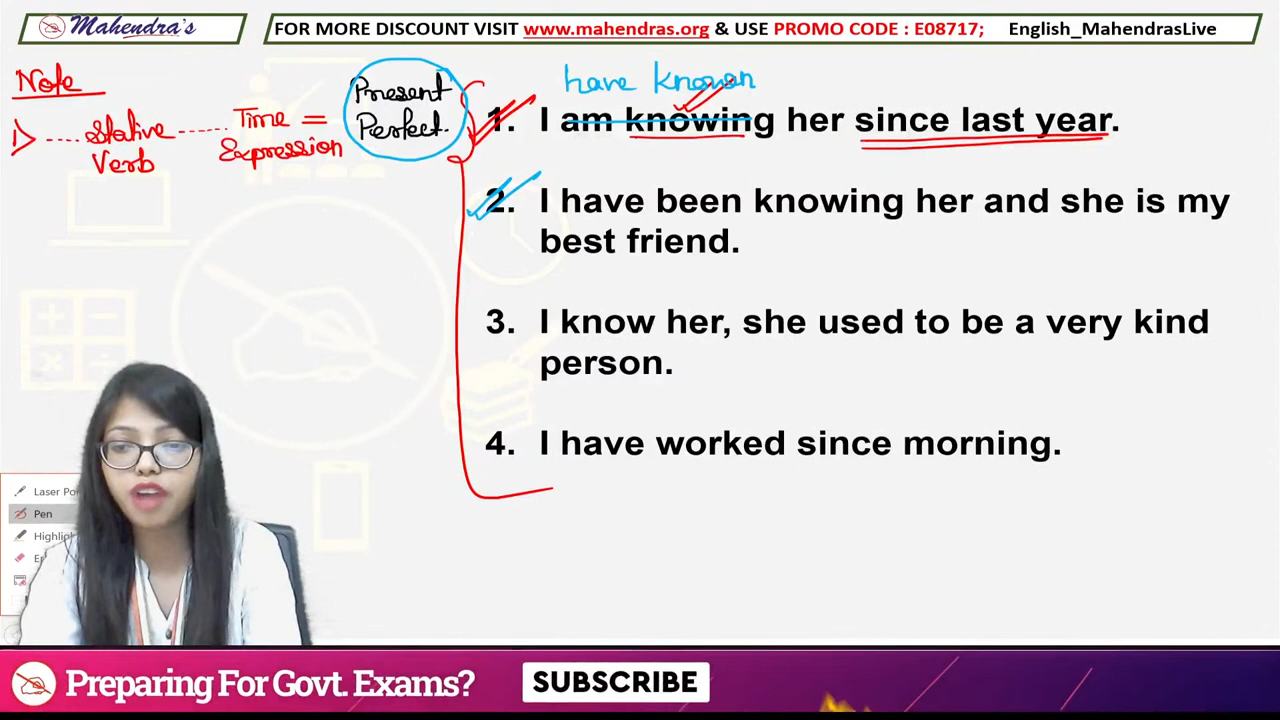 Mahendra's
FOR MORE DISCOUNT VISIT www.mahendras.org & USE PROMO CODE : E08717; English_MahendrasLive
Note
1) .... Stative ...... Time = Present
Verb Expression Perfect.
have known
1. I am knowing her since last year.
2. I have been knowing her and she is my
best friend.
3. I know her, she used to be a very kind
person.
4. I have worked since morning.
Laser Po
Pen
Highlig
Preparing For Govt. Exams?
SUBSCRIBE